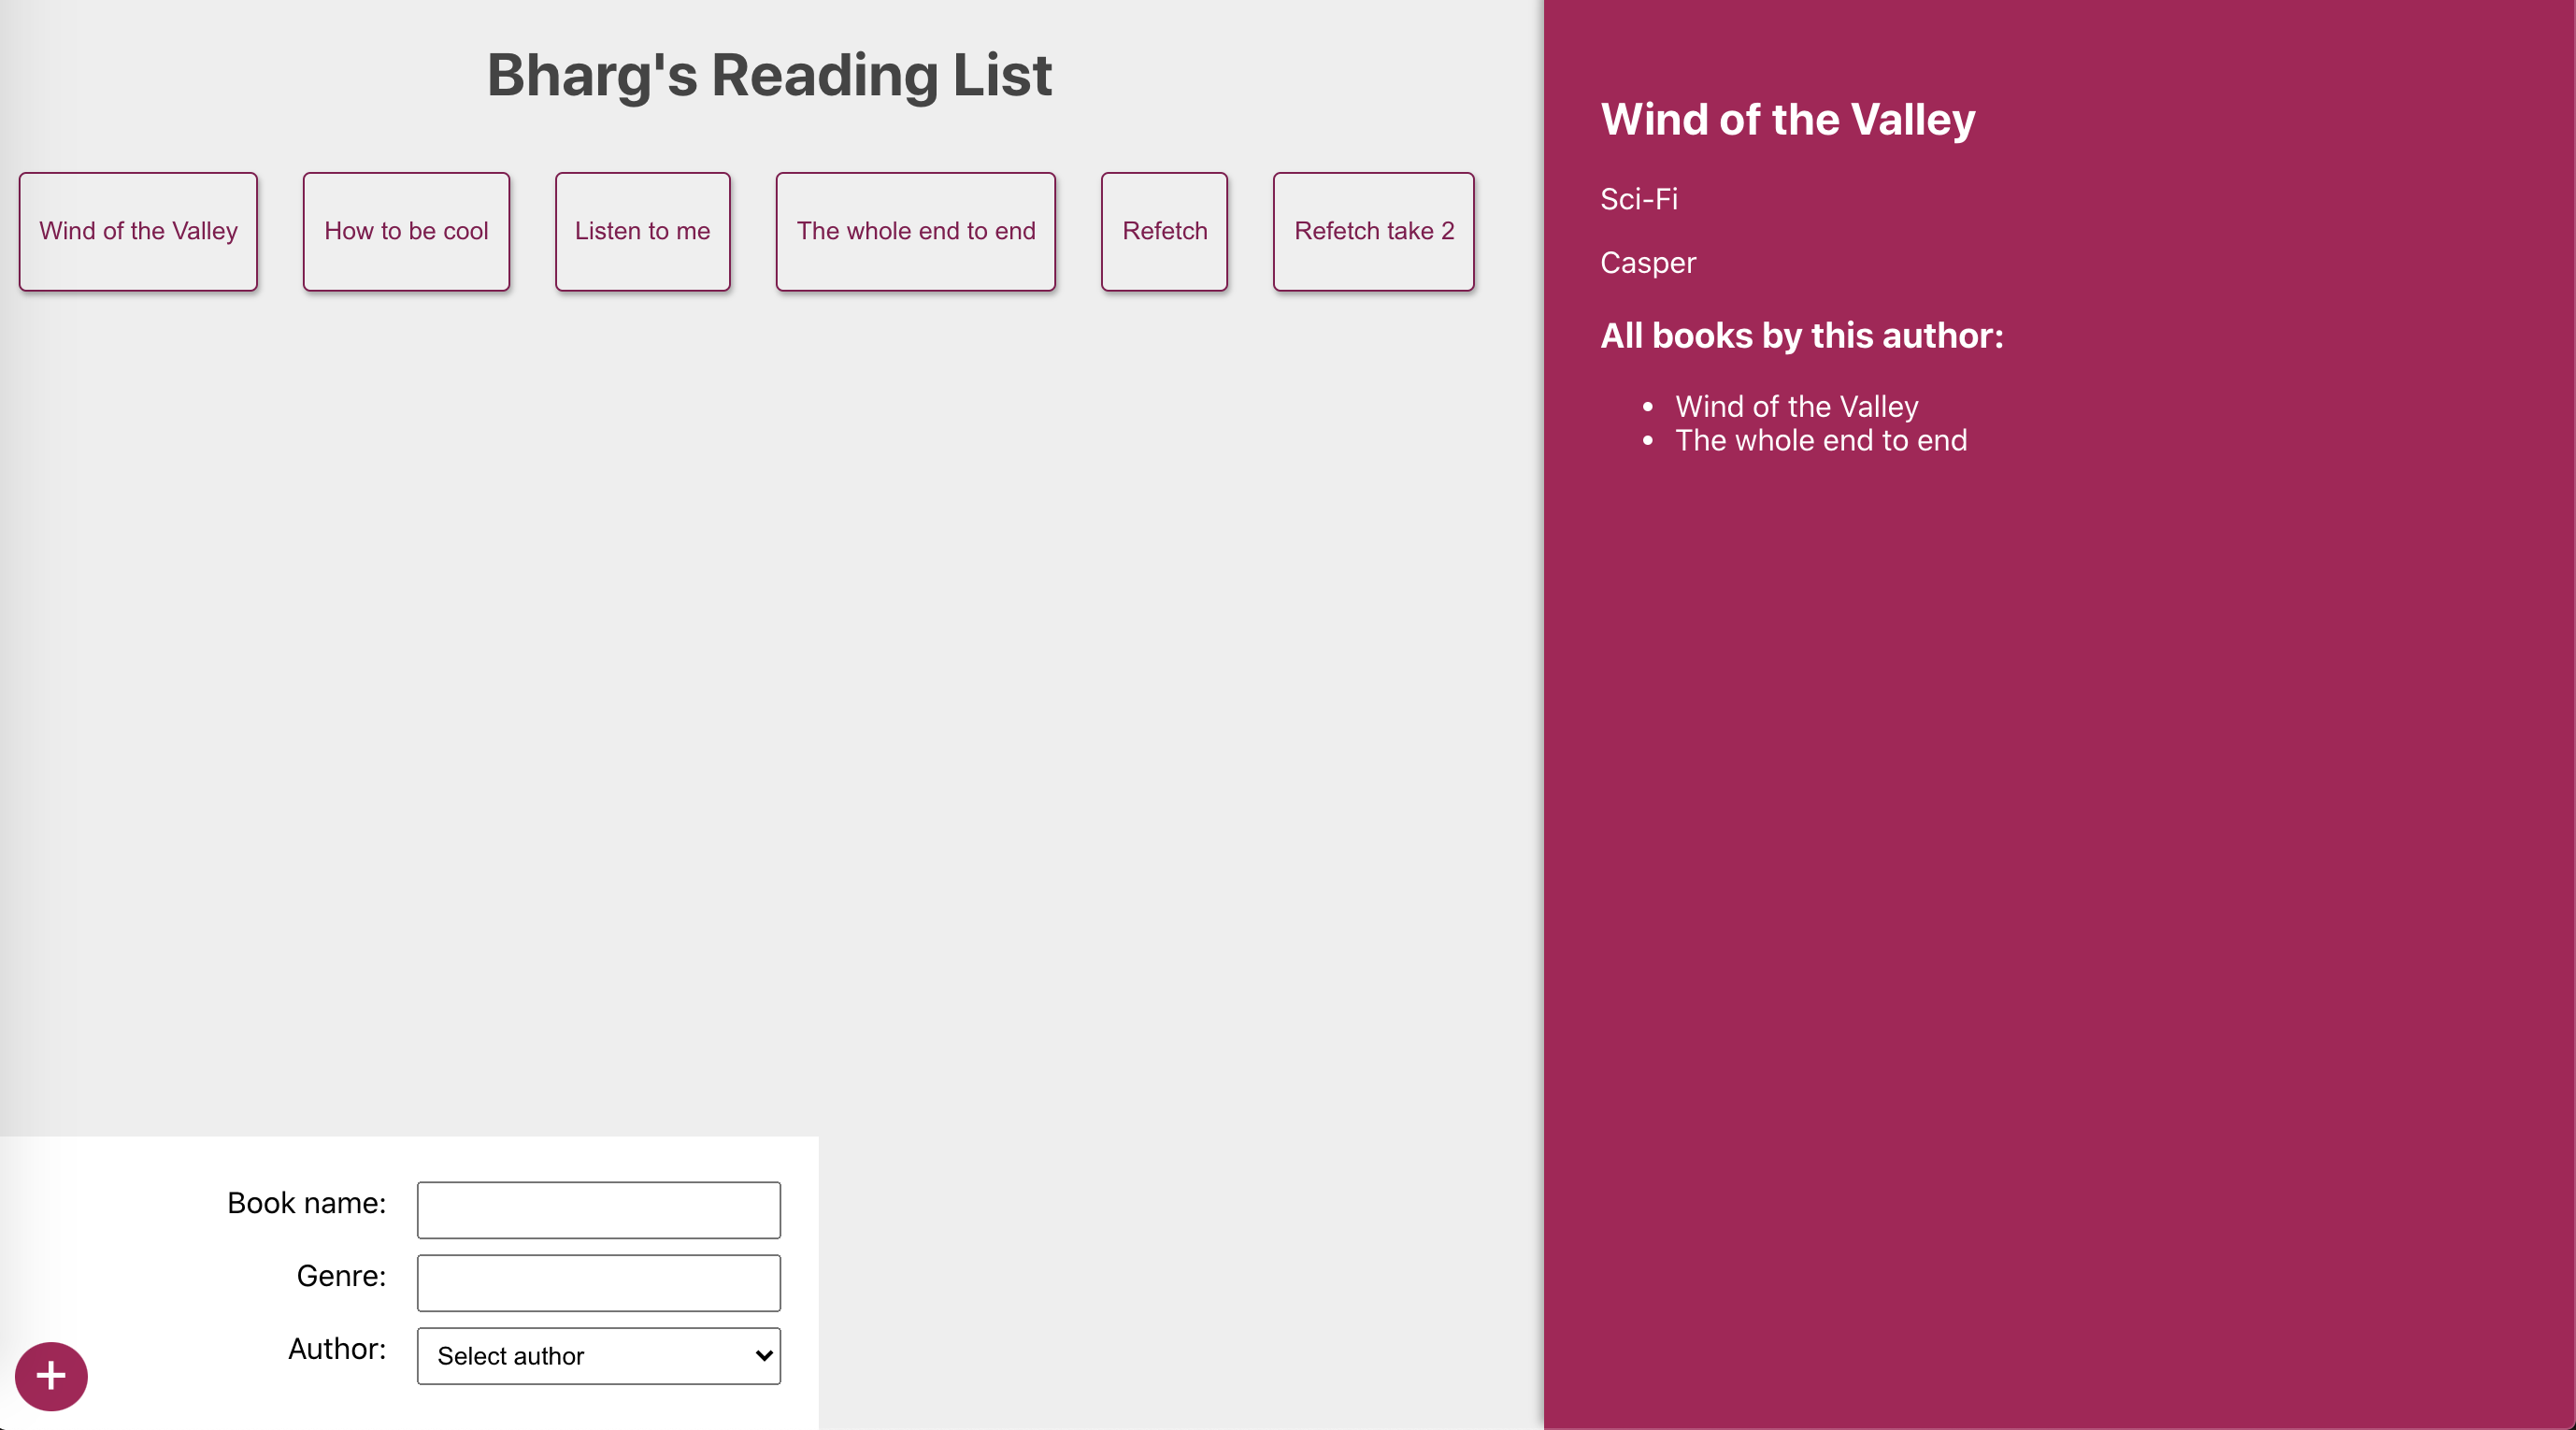 Bharg's Reading List
Wind of the Valley
How to be cool
Listen to me
The whole end to end
Refetch
Refetch take 2
Book name:
Genre:
Author:
Select author
+
Wind of the Valley
Sci-Fi
Casper
All books by this author:
• Wind of the Valley
• The whole end to end